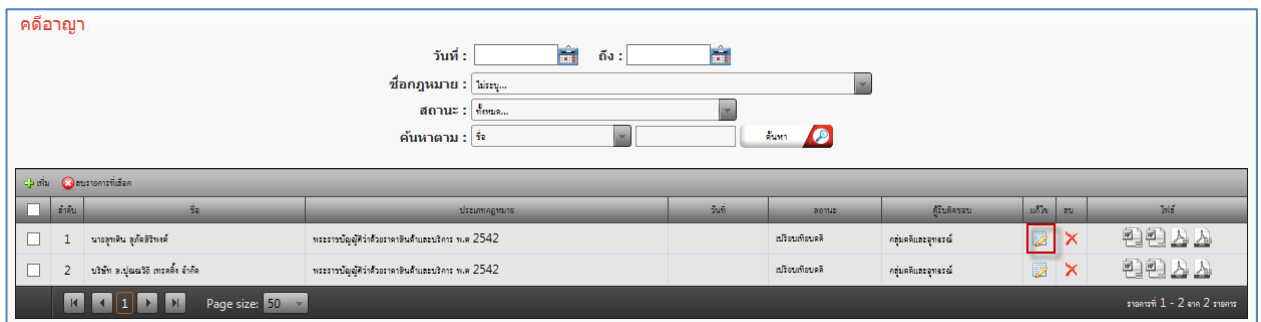 คดีอาญา
วันที่ : ถึง :
ชื่อกฎหมาย : ไม่ระบุ...
สถานะ : ทั้งหมด...
ค้นหาตาม : ชื่อ ค้นหา
เพิ่ม ลบรายการที่เลือก
ลำดับ ชื่อ ประเภทกฎหมาย วันที่ สถานะ ผู้รับผิดชอบ แก้ไข ลบ ไฟล์
1 พระราชบัญญัติว่าด้วยราคาสินค้าและบริการ พ.ศ 2542 เปรียบเทียบคดี กลุ่มคดีและอุทธรณ์
2 บริษัท จำกัด พระราชบัญญัติว่าด้วยราคาสินค้าและบริการ พ.ศ 2542 เปรียบเทียบคดี กลุ่มคดีและอุทธรณ์
1 Page size: 50 รายการที่ 1 - 2 จาก 2 รายการ